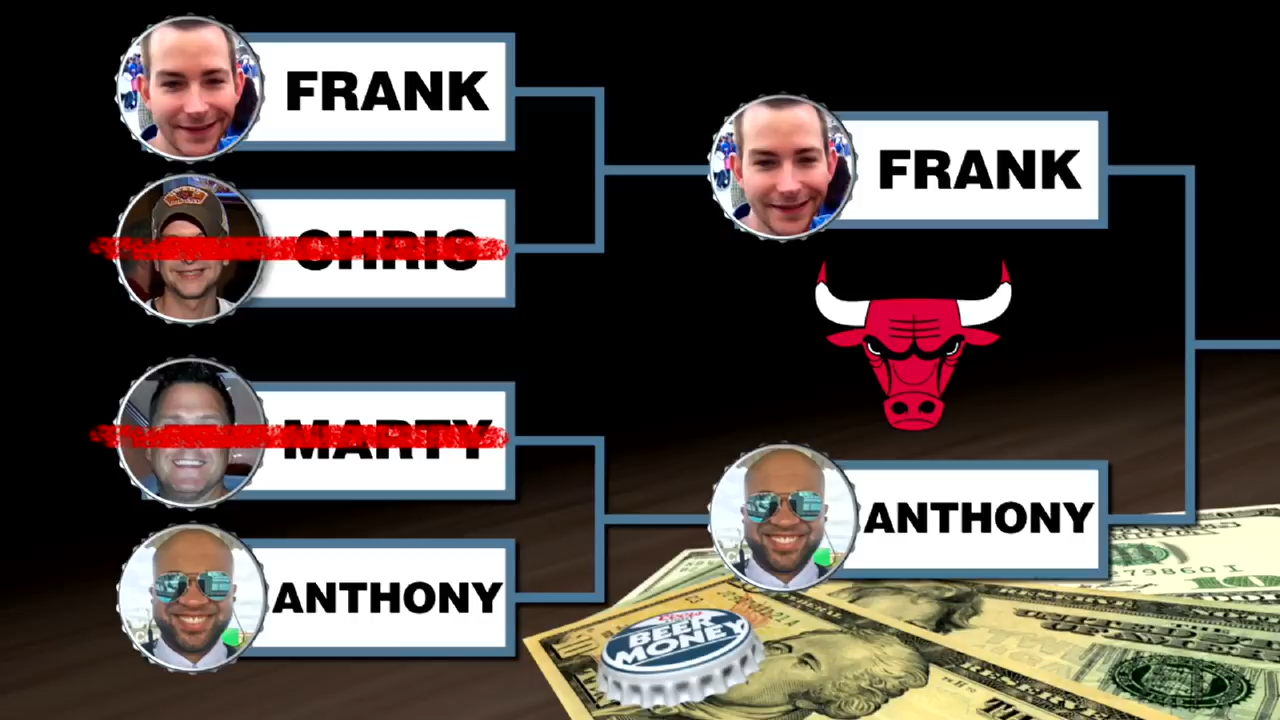 FRANK
CHRIS
MARTY
ANTHONY
FRANK
ANTHONY
BEER
MONEY